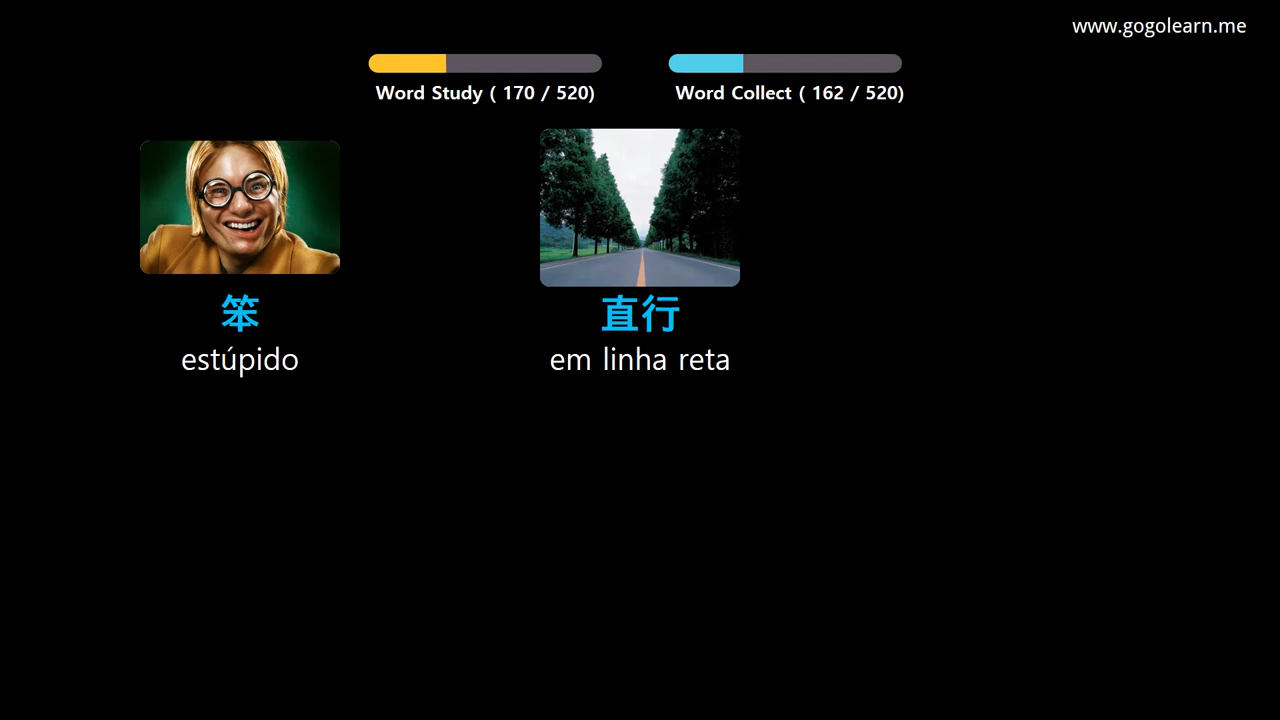 www.gogolearn.me
Word Study ( 170 / 520)
Word Collect ( 162 / 520)
笨
estúpido
直行
em linha reta